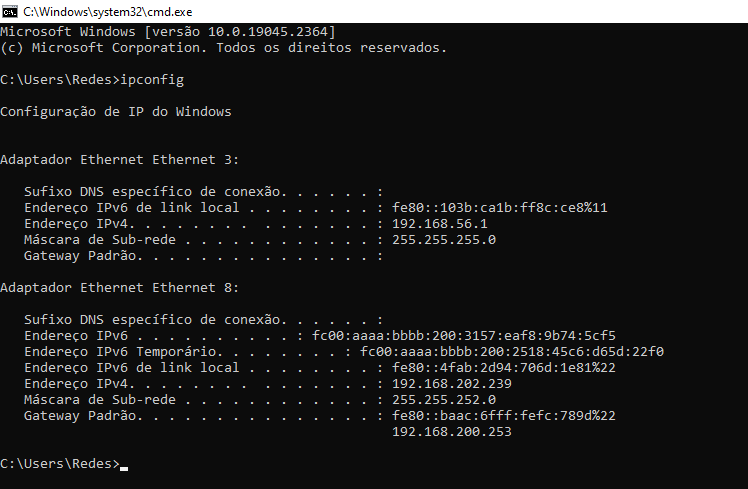 C:\Windows\system32\cmd.exe
Microsoft Windows [versão 10.0.19045.2364]
(c) Microsoft Corporation. Todos os direitos reservados.
C:\Users\Redes>ipconfig
Configuração de IP do Windows
Adaptador Ethernet Ethernet 3:
Sufixo DNS específico de conexão. . . . . . :
Endereço IPv6 de link local . . . . . . . . : fe80::103b:ca1b:ff8c:ce8%11
Endereço IPv4. . . . . . . . . . . . . . . : 192.168.56.1
Máscara de Sub-rede . . . . . . . . . . . . : 255.255.255.0
Gateway Padrão. . . . . . . . . . . . . . . :
Adaptador Ethernet Ethernet 8:
Sufixo DNS específico de conexão. . . . . . :
Endereço IPv6 . . . . . . . . . . : fc00:aaaa:bbbb:200:3157:eaf8:9b74:5cf5
Endereço IPv6 Temporário. . . . . . . . : fc00:aaaa:bbbb:200:2518:45c6:d65d:22f0
Endereço IPv6 de link local . . . . . . . . : fe80::4fab:2d94:706d:1e81%22
Endereço IPv4. . . . . . . . . . . . . . . : 192.168.202.239
Máscara de Sub-rede . . . . . . . . . . . . : 255.255.252.0
Gateway Padrão. . . . . . . . . . . . . . . : fe80::baac:6fff:fefc:789d%22
192.168.200.253
C:\Users\Redes>